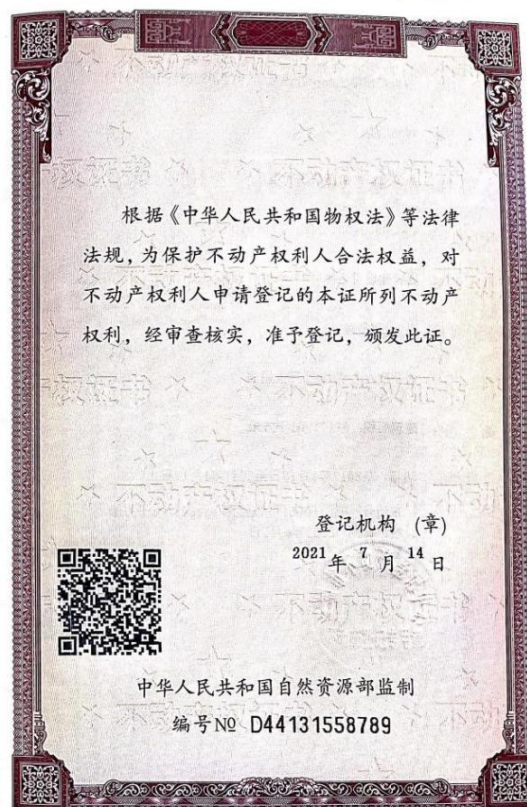 根据《中华人民共和国物权法》等法律
法规，为保护不动产权利人合法权益，对
不动产权利人申请登记的本证所列不动产
权利，经审查核实，准予登记，颁发此证。
登记机构 (章)
2021年 7 月 14 日
中华人民共和国自然资源部监制
编号№ D44131558789